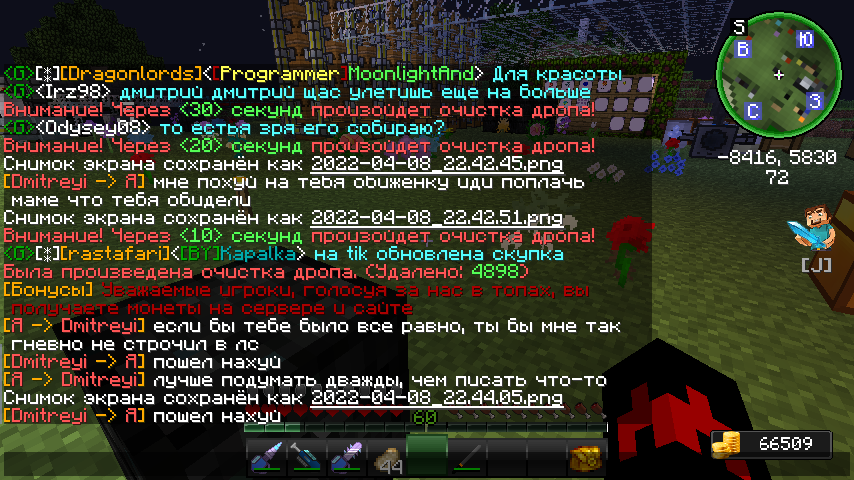 <G>[*][Dragonlords]<[Programmer]MoonlightAnd> Для красоты
<G><Irz98> дмитрий дмитрий щас улетишь еще на больше
Внимание! Через <30> секунд произойдет очистка дропа!
<G><Odysey08> то естья зря его собираю?
Внимание! Через <20> секунд произойдет очистка дропа!
Снимок экрана сохранён как 2022-04-08_22.42.45.png
[Dmitreyi -> Я] мне похуй на тебя обиженку иди поплачь
маме что тебя обидели
Снимок экрана сохранён как 2022-04-08_22.42.51.png
Внимание! Через <10> секунд произойдет очистка дропа!
<G>[*][rastafari]<[BY]Kapalka> на tik обновлена скупка
Была произведена очистка дропа. (Удалено: 4898)
[Бонусы] Уважаемые игроки, голосуя за нас в топах, вы
получаете монеты на сервере и сайте
[Я -> Dmitreyi] если бы тебе было все равно, ты бы мне так
гневно не строчил в лс
[Dmitreyi -> Я] пошел нахуй
[Я -> Dmitreyi] лучше подумать дважды, чем писать что-то
Снимок экрана сохранён как 2022-04-08_22.44.05.png
[Dmitreyi -> Я] пошел нахуй
S
В
Ю
С
З
-8416, 5830
72
[J]
60
44
66509